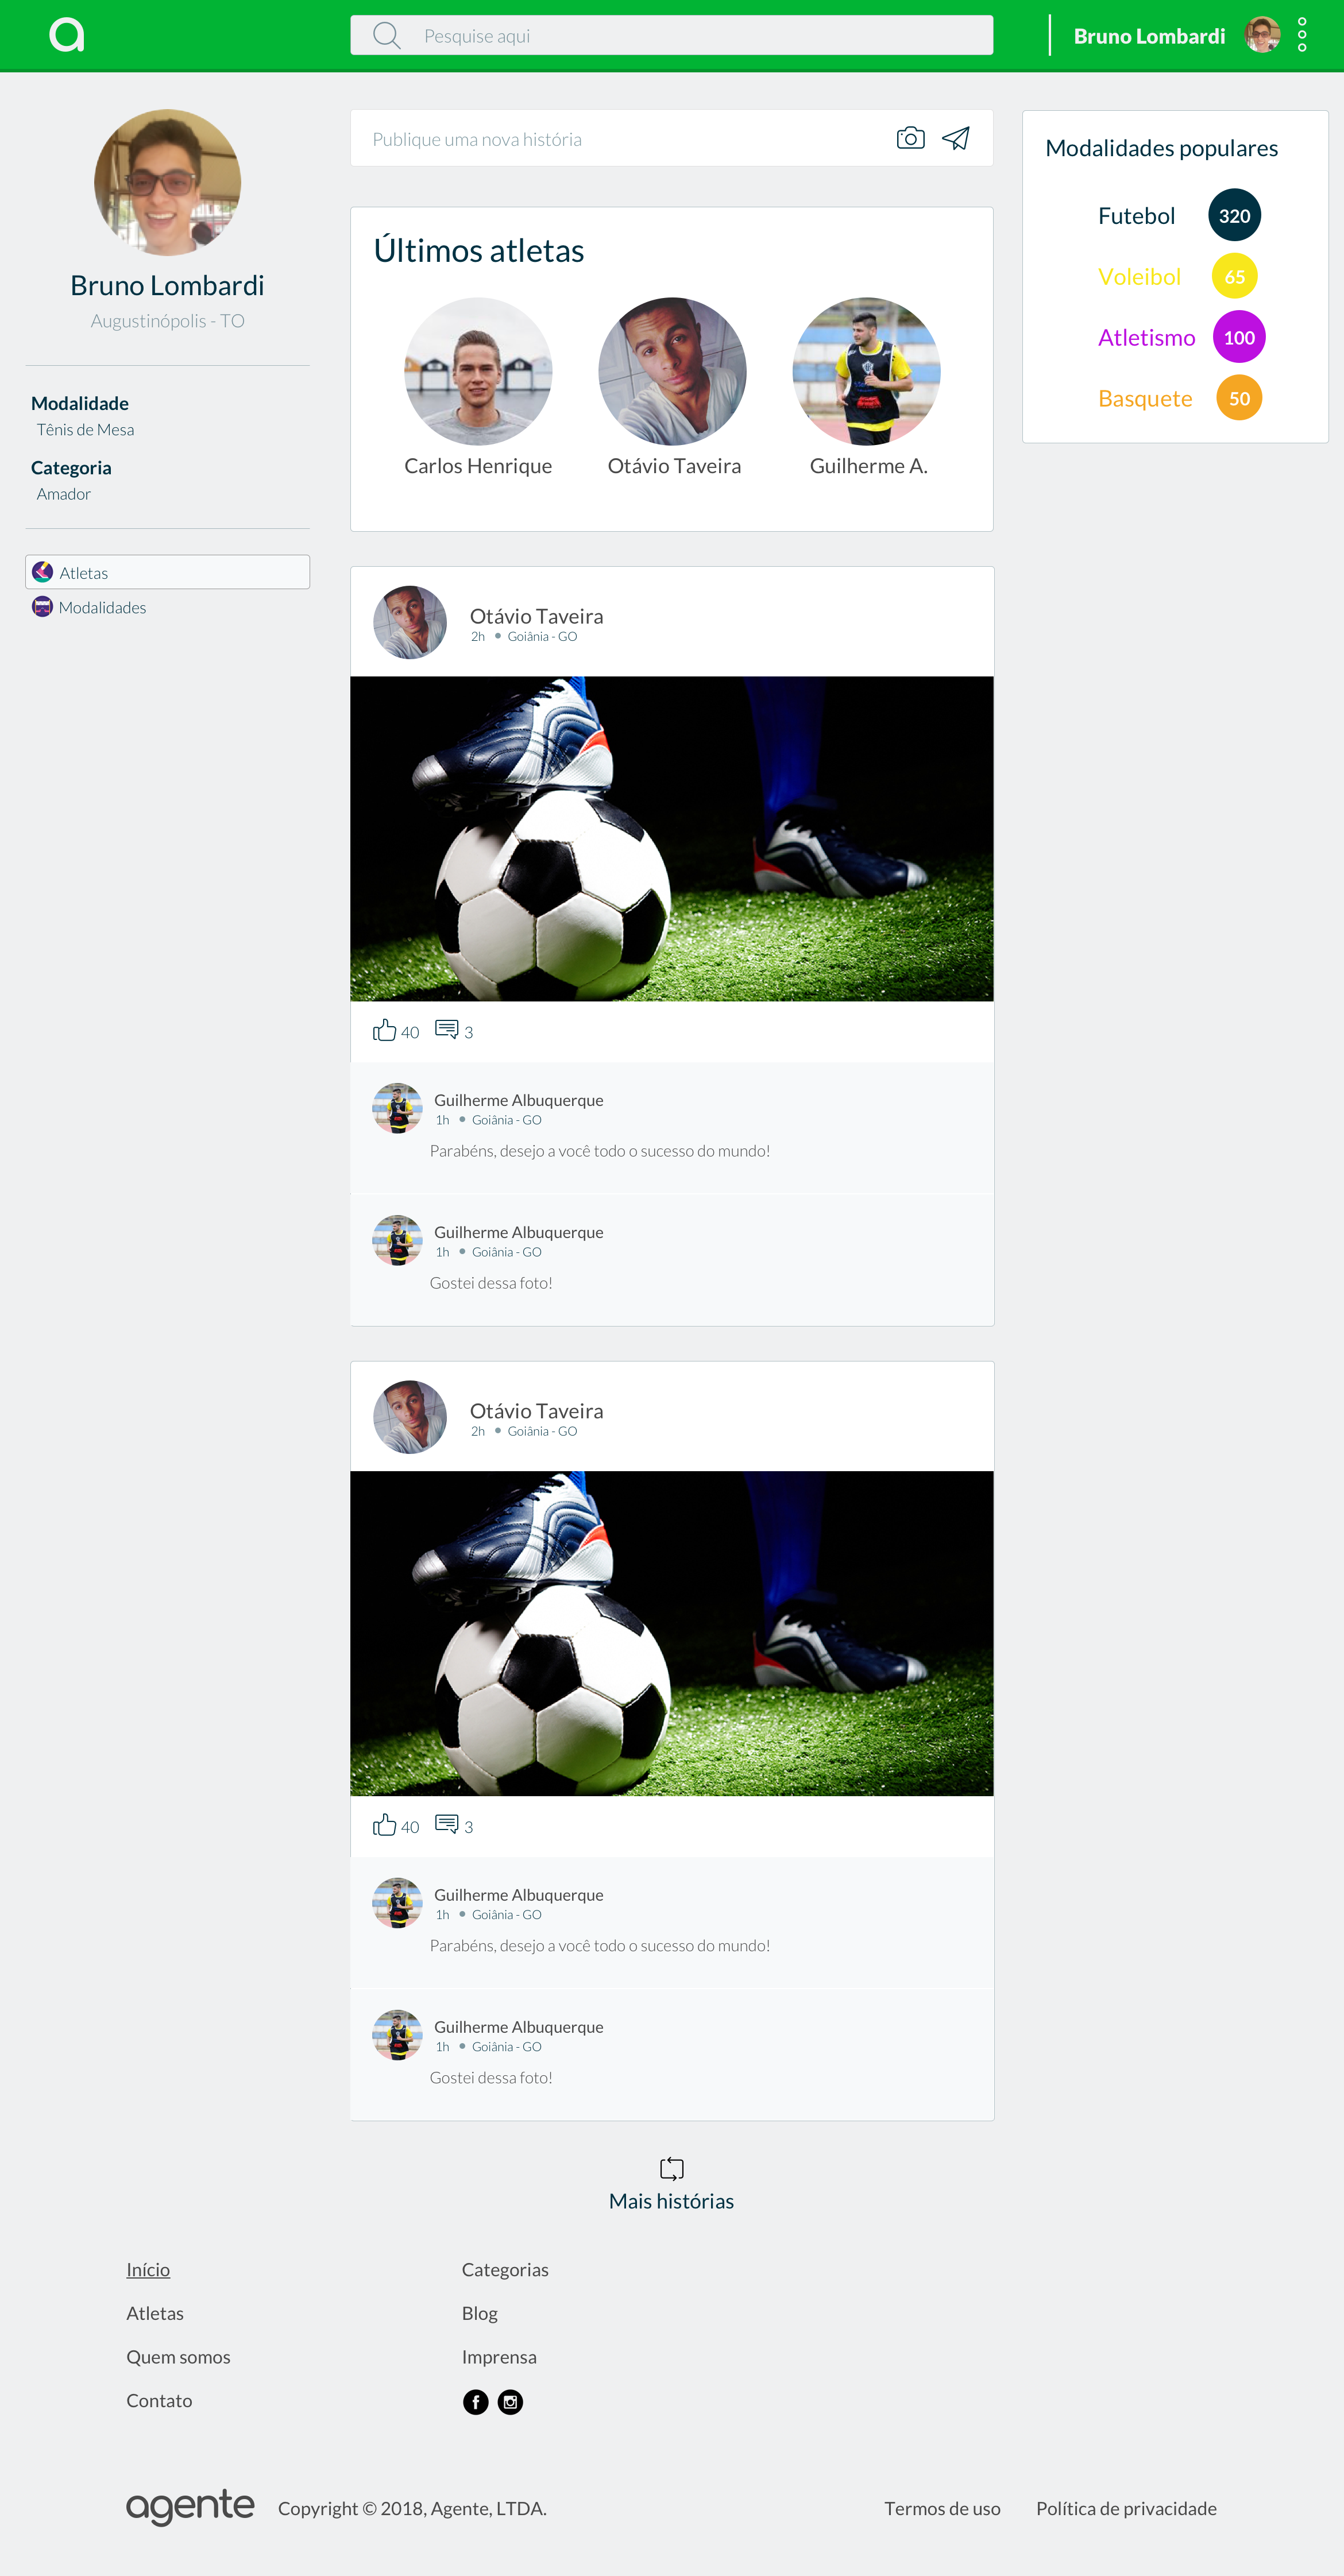 a
Pesquise aqui
Bruno Lombardi
Bruno Lombardi
Augustinópolis - TO
Modalidade
Tênis de Mesa
Categoria
Amador
Atletas
Modalidades
Publique uma nova história
Últimos atletas
Carlos Henrique
Otávio Taveira
Guilherme A.
Modalidades populares
Futebol 320
Voleibol 65
Atletismo 100
Basquete 50
Otávio Taveira
2h • Goiânia - GO
40 3
Guilherme Albuquerque
1h • Goiânia - GO
Parabéns, desejo a você todo o sucesso do mundo!
Guilherme Albuquerque
1h • Goiânia - GO
Gostei dessa foto!
Otávio Taveira
2h • Goiânia - GO
40 3
Guilherme Albuquerque
1h • Goiânia - GO
Parabéns, desejo a você todo o sucesso do mundo!
Guilherme Albuquerque
1h • Goiânia - GO
Gostei dessa foto!
Mais histórias
Início
Atletas
Quem somos
Contato
Categorias
Blog
Imprensa
agente
Copyright © 2018, Agente, LTDA.
Termos de uso
Política de privacidade